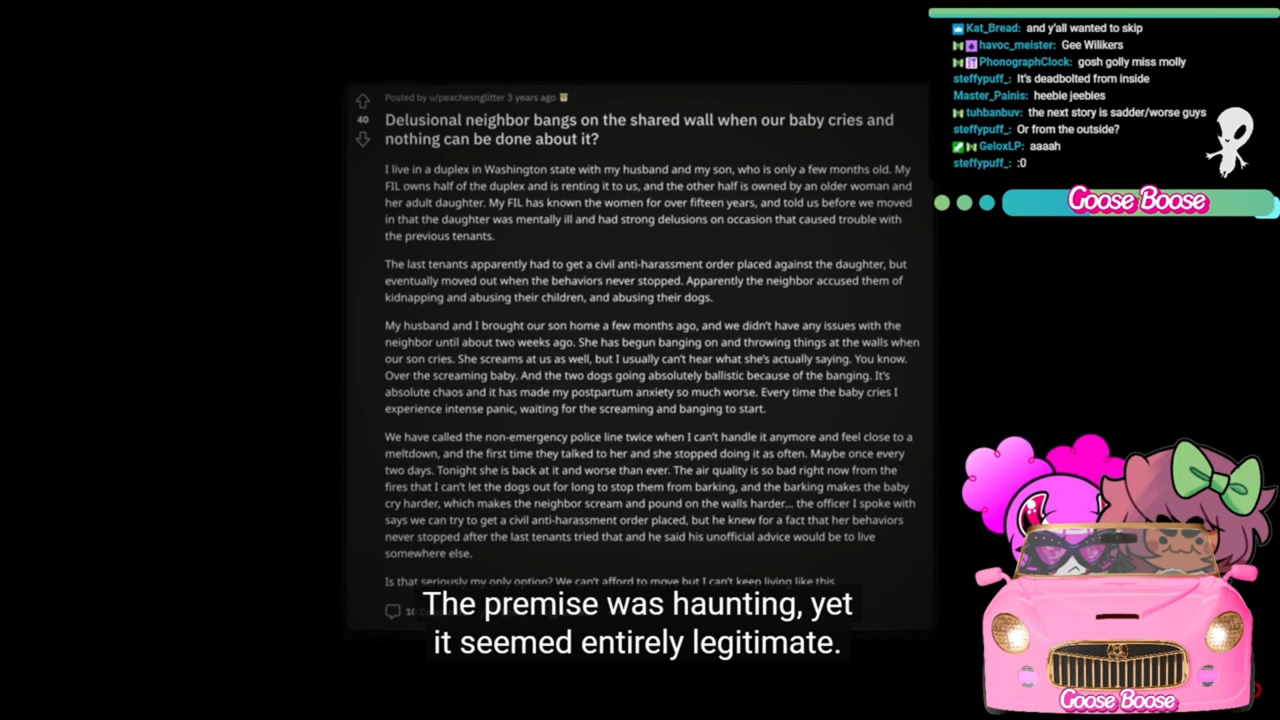 Posted by u/peachesnglitter 3 years ago
40
Delusional neighbor bangs on the shared wall when our baby cries and
nothing can be done about it?
I live in a duplex in Washington state with my husband and my son, who is only a few months old. My
FIL owns half of the duplex and is renting it to us, and the other half is owned by an older woman and
her adult daughter. My FIL has known the women for over fifteen years, and told us before we moved
in that the daughter was mentally ill and had strong delusions on occasion that caused trouble with
the previous tenants.
The last tenants apparently had to get a civil anti-harassment order placed against the daughter, but
eventually moved out when the behaviors never stopped. Apparently the neighbor accused them of
kidnapping and abusing their children, and abusing their dogs.
My husband and I brought our son home a few months ago, and we didn't have any issues with the
neighbor until about two weeks ago. She has begun banging on and throwing things at the walls when
our son cries. She screams at us as well, but I usually can't hear what she's actually saying. You know.
Over the screaming baby. And the two dogs going absolutely ballistic because of the banging. It's
absolute chaos and it has made my postpartum anxiety so much worse. Every time the baby cries I
experience intense panic, waiting for the screaming and banging to start.
We have called the non-emergency police line twice when I can't handle it anymore and feel close to a
meltdown, and the first time they talked to her and she stopped doing it as often. Maybe once every
two days. Tonight she is back at it and worse than ever. The air quality is so bad right now from the
fires that I can't let the dogs out for long to stop them from barking, and the barking makes the baby
cry harder, which makes the neighbor scream and pound on the walls harder... the officer I spoke with
says we can try to get a civil anti-harassment order placed, but he knew for a fact that her behaviors
never stopped after the last tenants tried that and he said his unofficial advice would be to live
somewhere else.
Is that seriously my only option? We can't afford to move but I can't keep living like this.
The premise was haunting, yet
it seemed entirely legitimate.
Kat_Bread: and y'all wanted to skip
havoc_meister: Gee Wilikers
PhonographClock: gosh golly miss molly
steffypuff_: It's deadbolted from inside
Master_Painis: heebie jeebies
tuhbanbuv: the next story is sadder/worse guys
steffypuff_: Or from the outside?
GeloxLP: aaaah
steffypuff_: :0
Goose Boose
Goose Boose